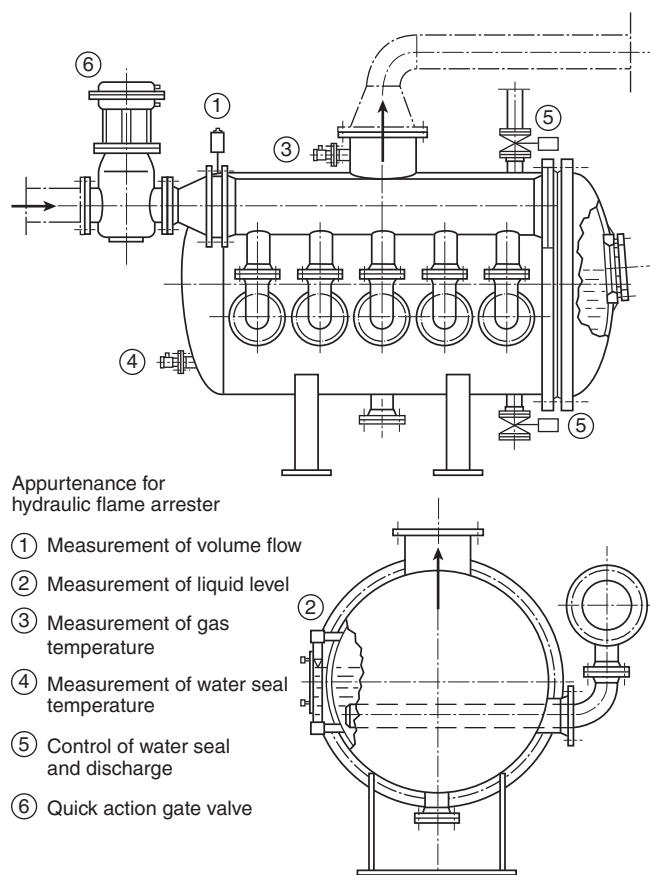 6
1
3
5
4
5
Appurtenance for
hydraulic flame arrester
1 Measurement of volume flow
2 Measurement of liquid level
3 Measurement of gas
temperature
4 Measurement of water seal
temperature
5 Control of water seal
and discharge
6 Quick action gate valve
2